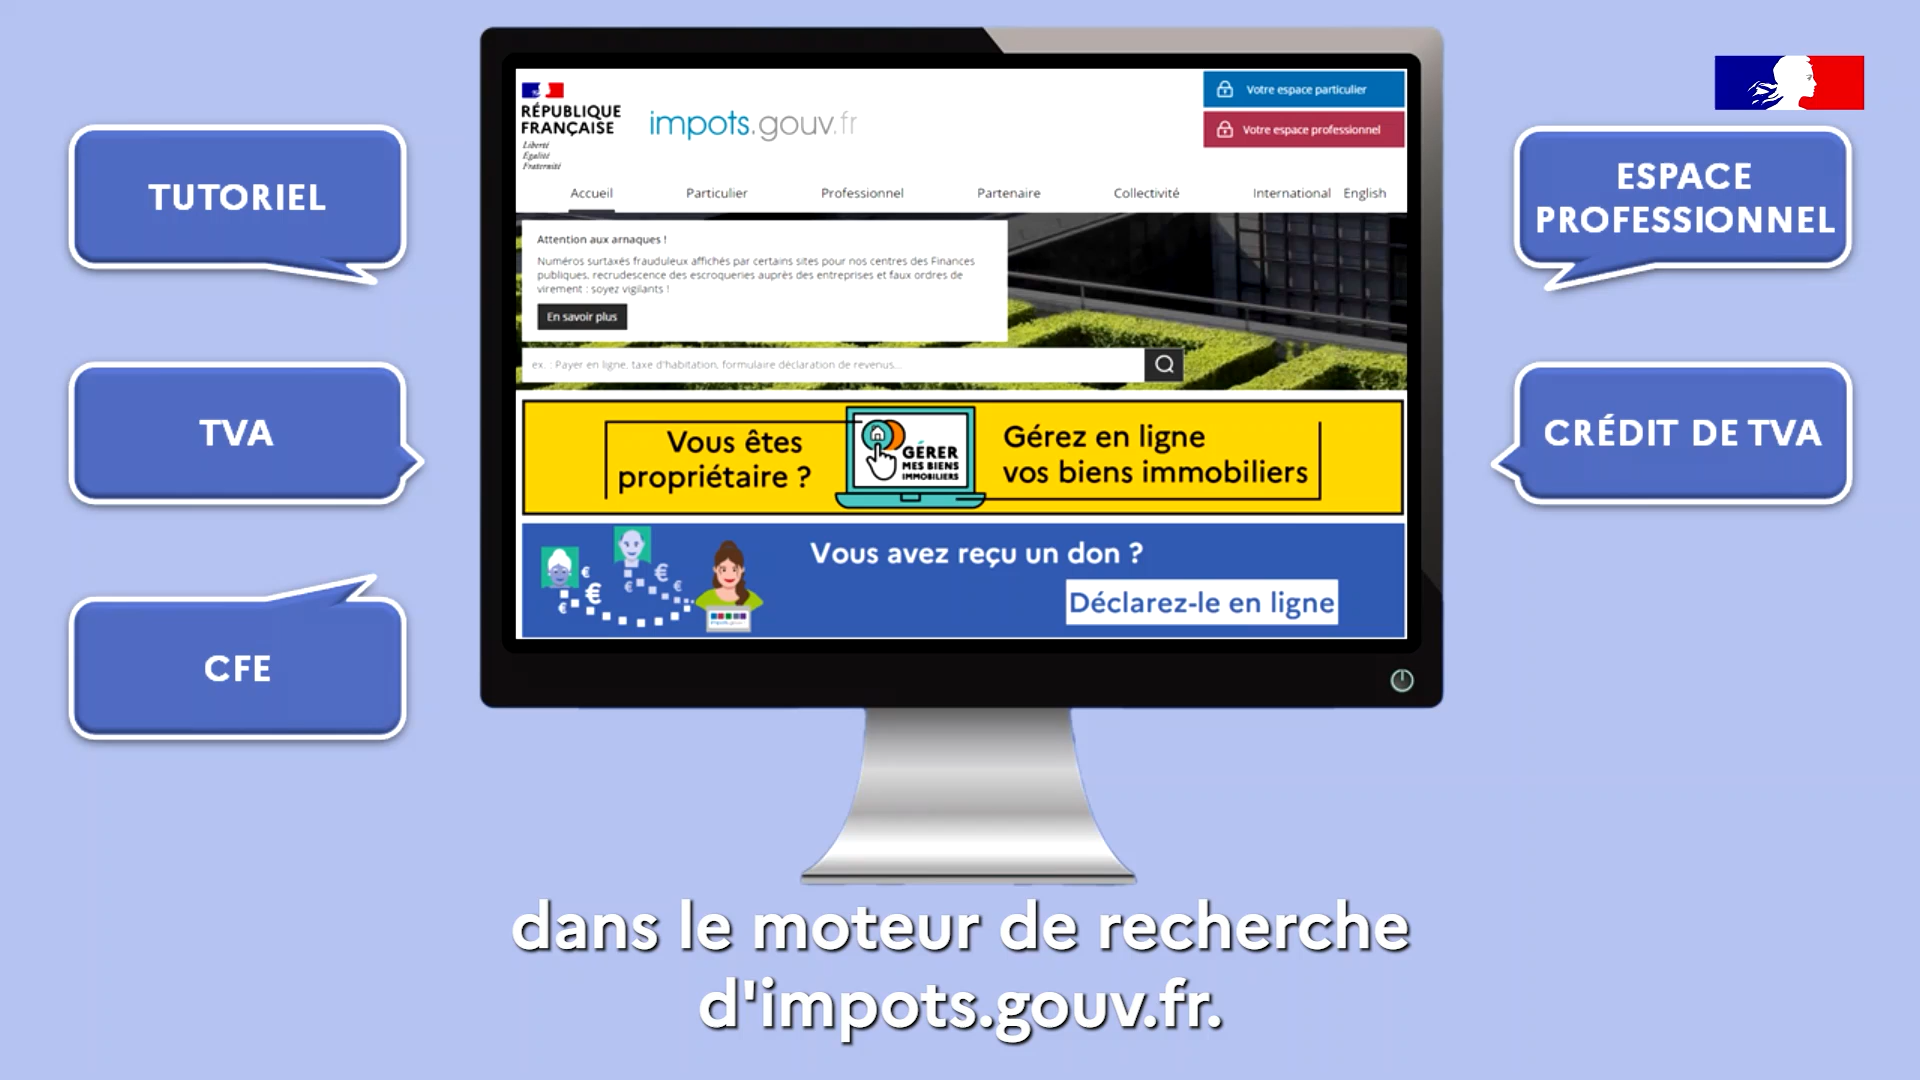 RÉPUBLIQUE
FRANÇAISE
Liberté
Égalité
Fraternité
impots.gouv.fr
Votre espace particulier
Votre espace professionnel
Accueil
Particulier
Professionnel
Partenaire
Collectivité
International
English
Attention aux arnaques !
Numéros surtaxés frauduleux affichés par certains sites pour nos centres des Finances
publiques, recrudescence des escroqueries auprès des entreprises et faux ordres de
virement : soyez vigilants !
En savoir plus
ex. : Payer en ligne, taxe d'habitation, formulaire déclaration de revenus...
Vous êtes
propriétaire ?
GÉRER
MES BIENS
IMMOBILIERS
Gérez en ligne
vos biens immobiliers
Vous avez reçu un don ?
Déclarez-le en ligne
TUTORIEL
TVA
CFE
ESPACE
PROFESSIONNEL
CRÉDIT DE TVA
dans le moteur de recherche
d'impots.gouv.fr.